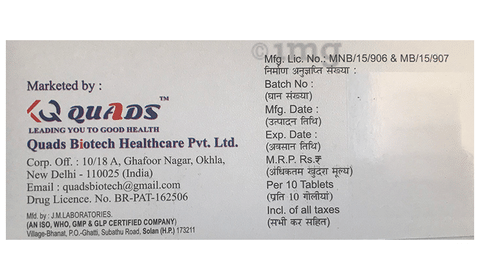 Marketed by :
QUADS™
LEADING YOU TO GOOD HEALTH
Quads Biotech Healthcare Pvt. Ltd.
Corp. Off. : 10/18 A, Ghafoor Nagar, Okhla,
New Delhi - 110025 (India)
Email : quadsbiotech@gmail.com
Drug Licence. No : BR-PAT-162506
Mfd. by : J.M.LABORATORIES.
(AN ISO, WHO, GMP & GLP CERTIFIED COMPANY)
Village-Bhanat, P.O.-Ghatti, Subathu Road, Solan (H.P.) 173211
1mg
Mfg. Lic. No.: MNB/15/906 & MB/15/907
निर्माण अनुज्ञप्ति संख्या :
Batch No :
(घान संख्या)
Mfg. Date :
(उत्पादन तिथि)
Exp. Date :
(अवसान तिथि)
M.R.P. Rs.₹
(अधिकतम खुदरा मूल्य)
Per 10 Tablets
(प्रति 10 गोलीयां)
Incl. of all taxes
(सभी कर सहित)